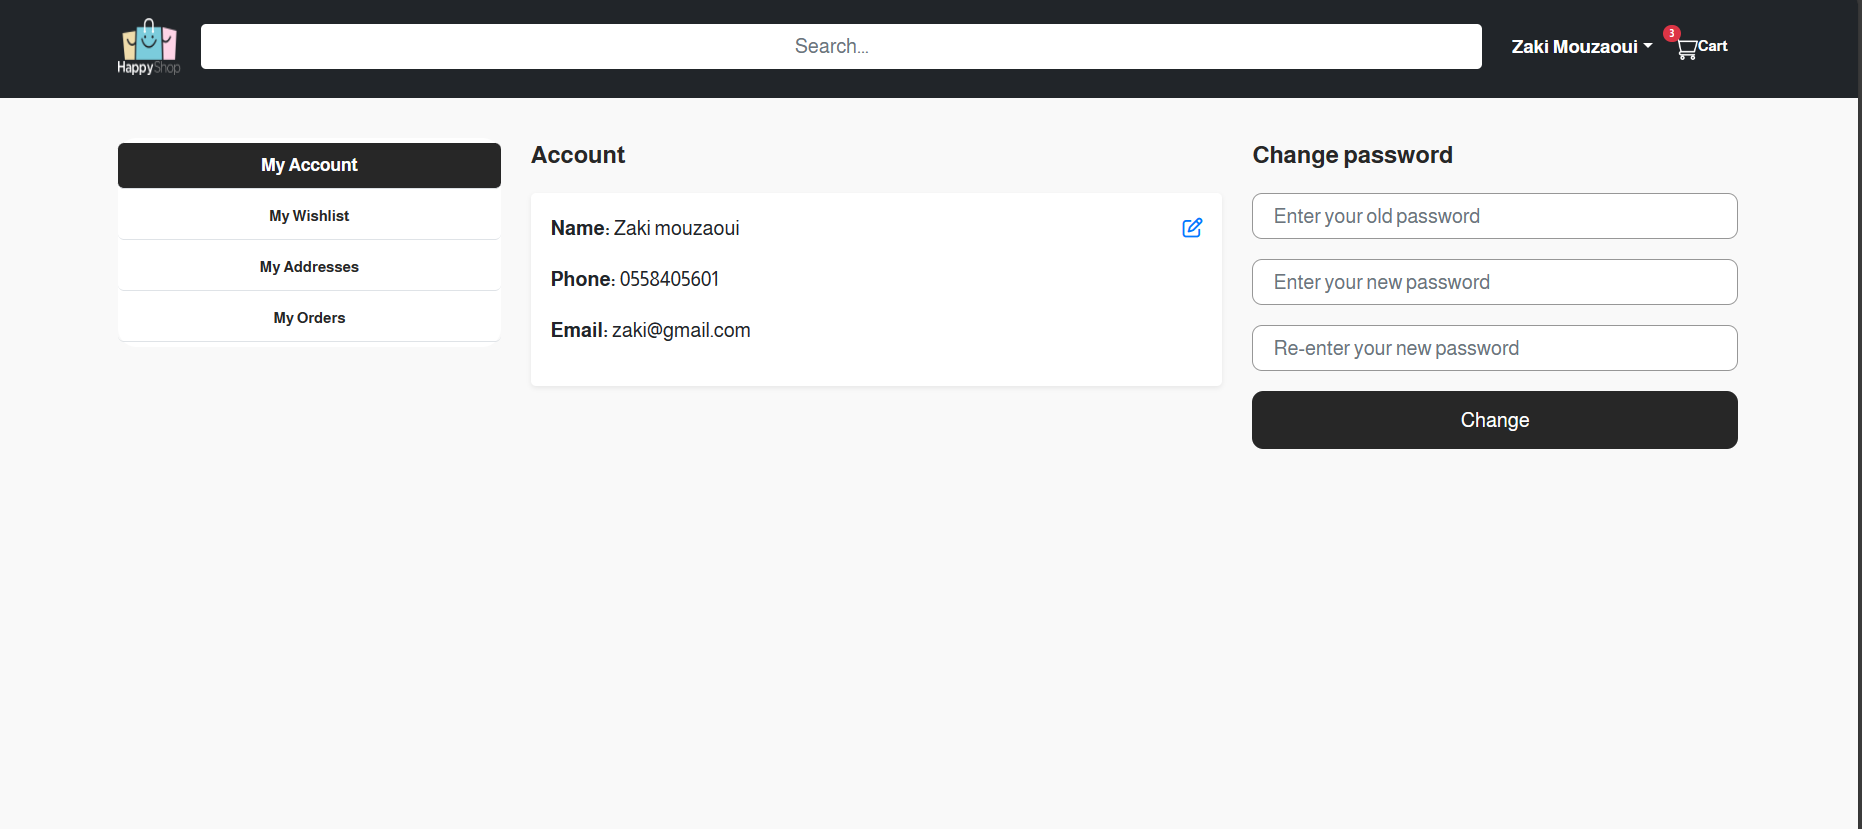 HappyShop
Search...
Zaki Mouzaoui
3
Cart
My Account
My Wishlist
My Addresses
My Orders
Account
Name: Zaki mouzaoui
Phone: 0558405601
Email: zaki@gmail.com
Change password
Enter your old password
Enter your new password
Re-enter your new password
Change